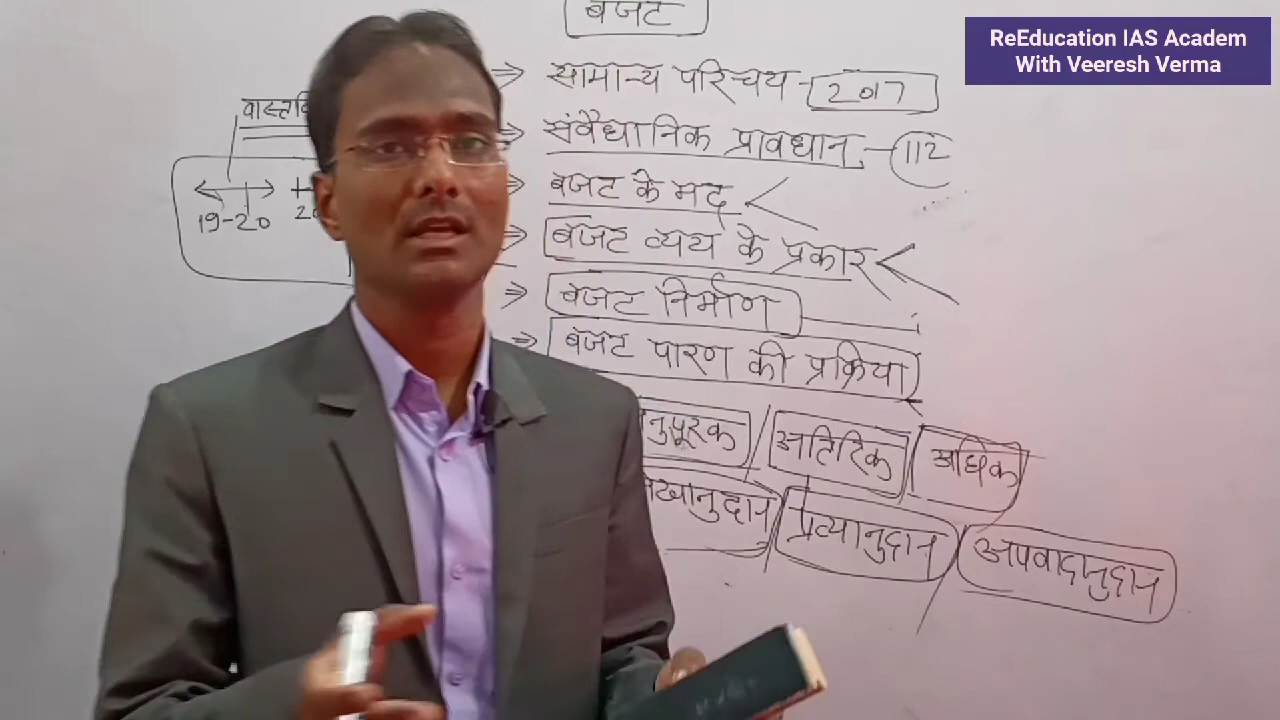 ReEducation IAS Academ
With Veeresh Verma
बजट
⇒ सामान्य परिचय - 2017
⇒ संवैधानिक प्रावधान - 112
⇒ बजट के मद
⇒ बजट व्यय के प्रकार
⇒ बजट निर्माण
⇒ बजट पारण की प्रक्रिया
नुपूरक / अतिरिक्त / अधिक
लेखानुदान / प्रत्यानुदान / अपवादानुदान
19-20